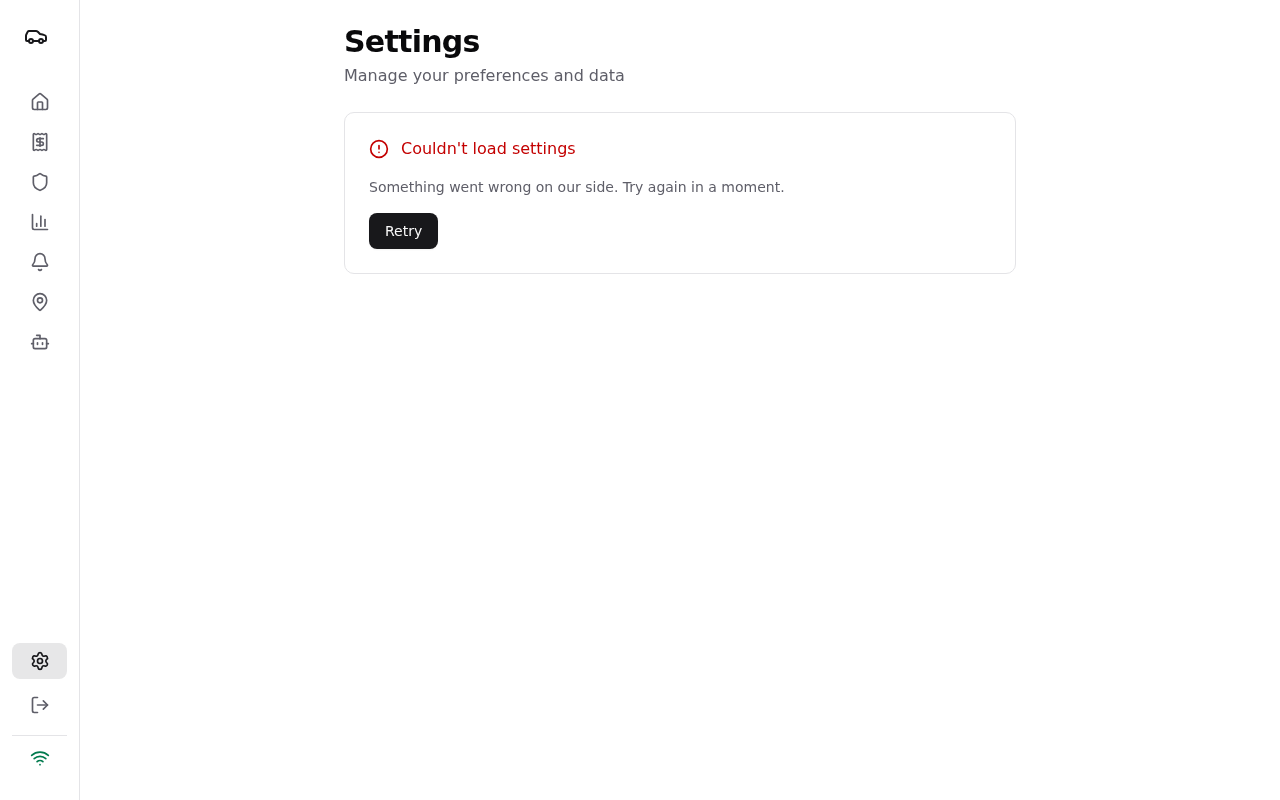 Settings
Manage your preferences and data
Couldn't load settings
Something went wrong on our side. Try again in a moment.
Retry